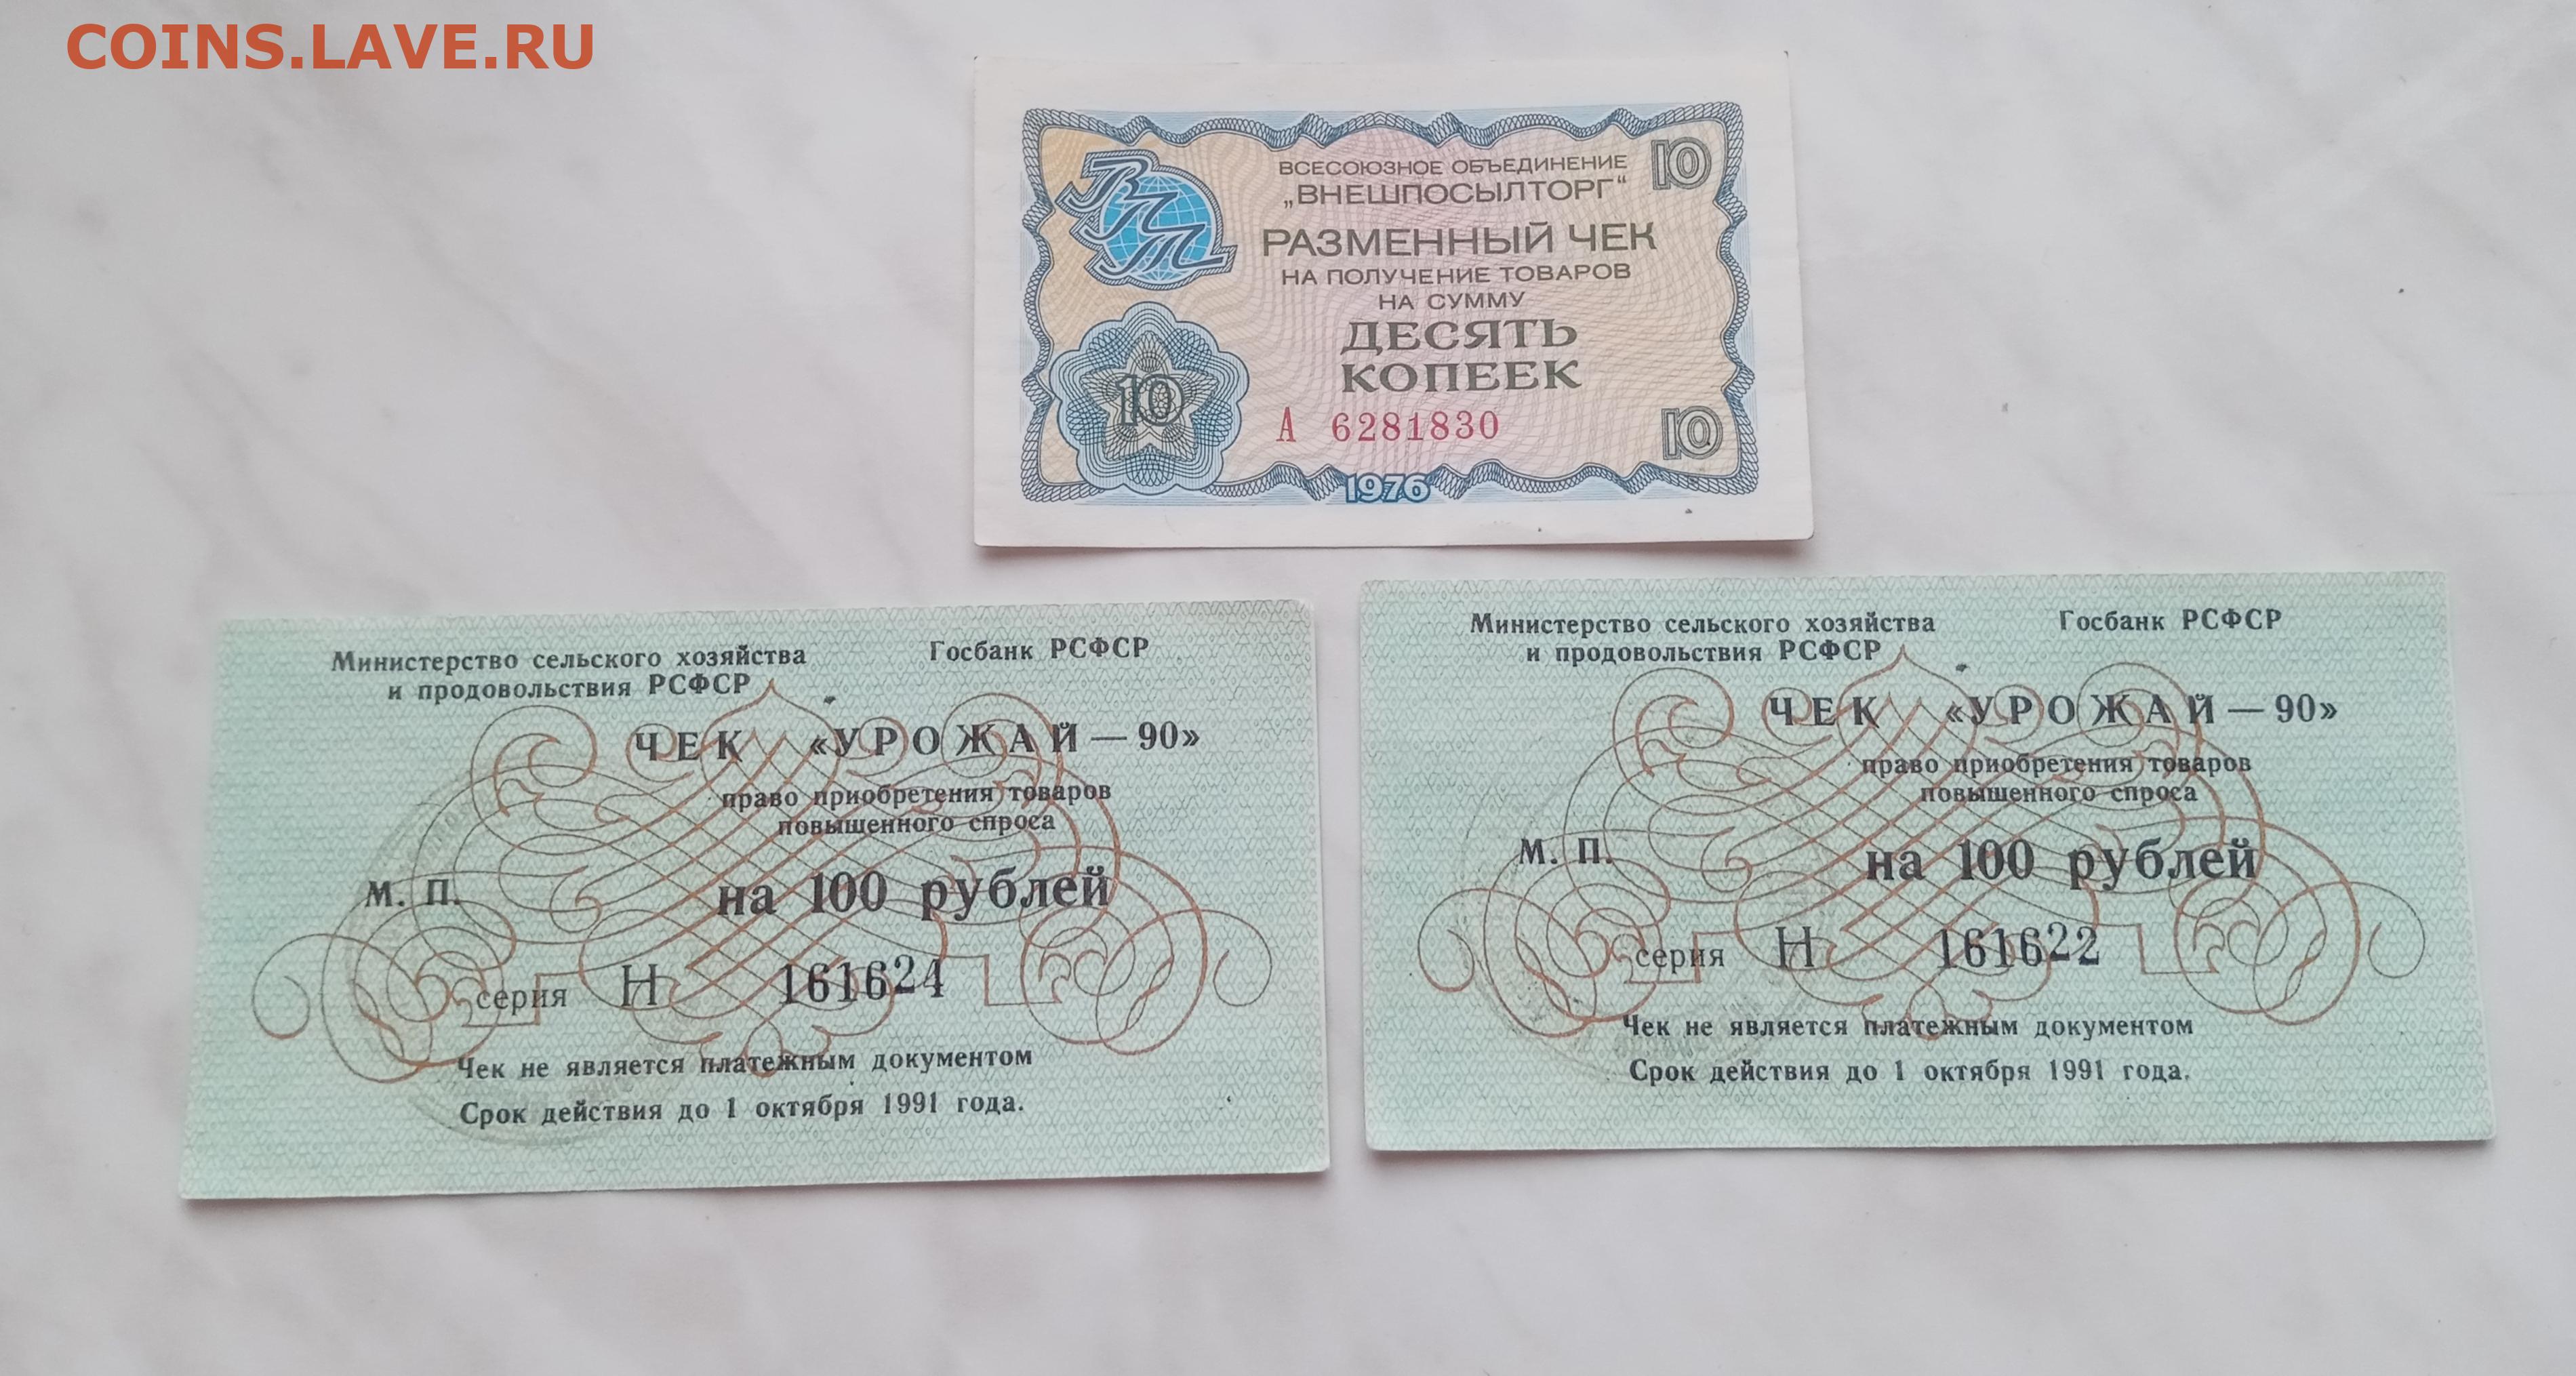 COINS.LAVE.RU
ВПТ
ВСЕСОЮЗНОЕ ОБЪЕДИНЕНИЕ
„ВНЕШПОСЫЛТОРГ“
РАЗМЕННЫЙ ЧЕК
НА ПОЛУЧЕНИЕ ТОВАРОВ
НА СУММУ
ДЕСЯТЬ
КОПЕЕК
А 6281830
10
10
10
1976
Министерство сельского хозяйства
и продовольствия РСФСР
Госбанк РСФСР
ЧЕК «УРОЖАЙ — 90»
право приобретения товаров
повышенного спроса
М. П.
на 100 рублей
серия Н 161624
Чек не является платежным документом
Срок действия до 1 октября 1991 года.
Министерство сельского хозяйства
и продовольствия РСФСР
Госбанк РСФСР
ЧЕК «УРОЖАЙ — 90»
право приобретения товаров
повышенного спроса
М. П.
на 100 рублей
серия Н 161622
Чек не является платежным документом
Срок действия до 1 октября 1991 года.